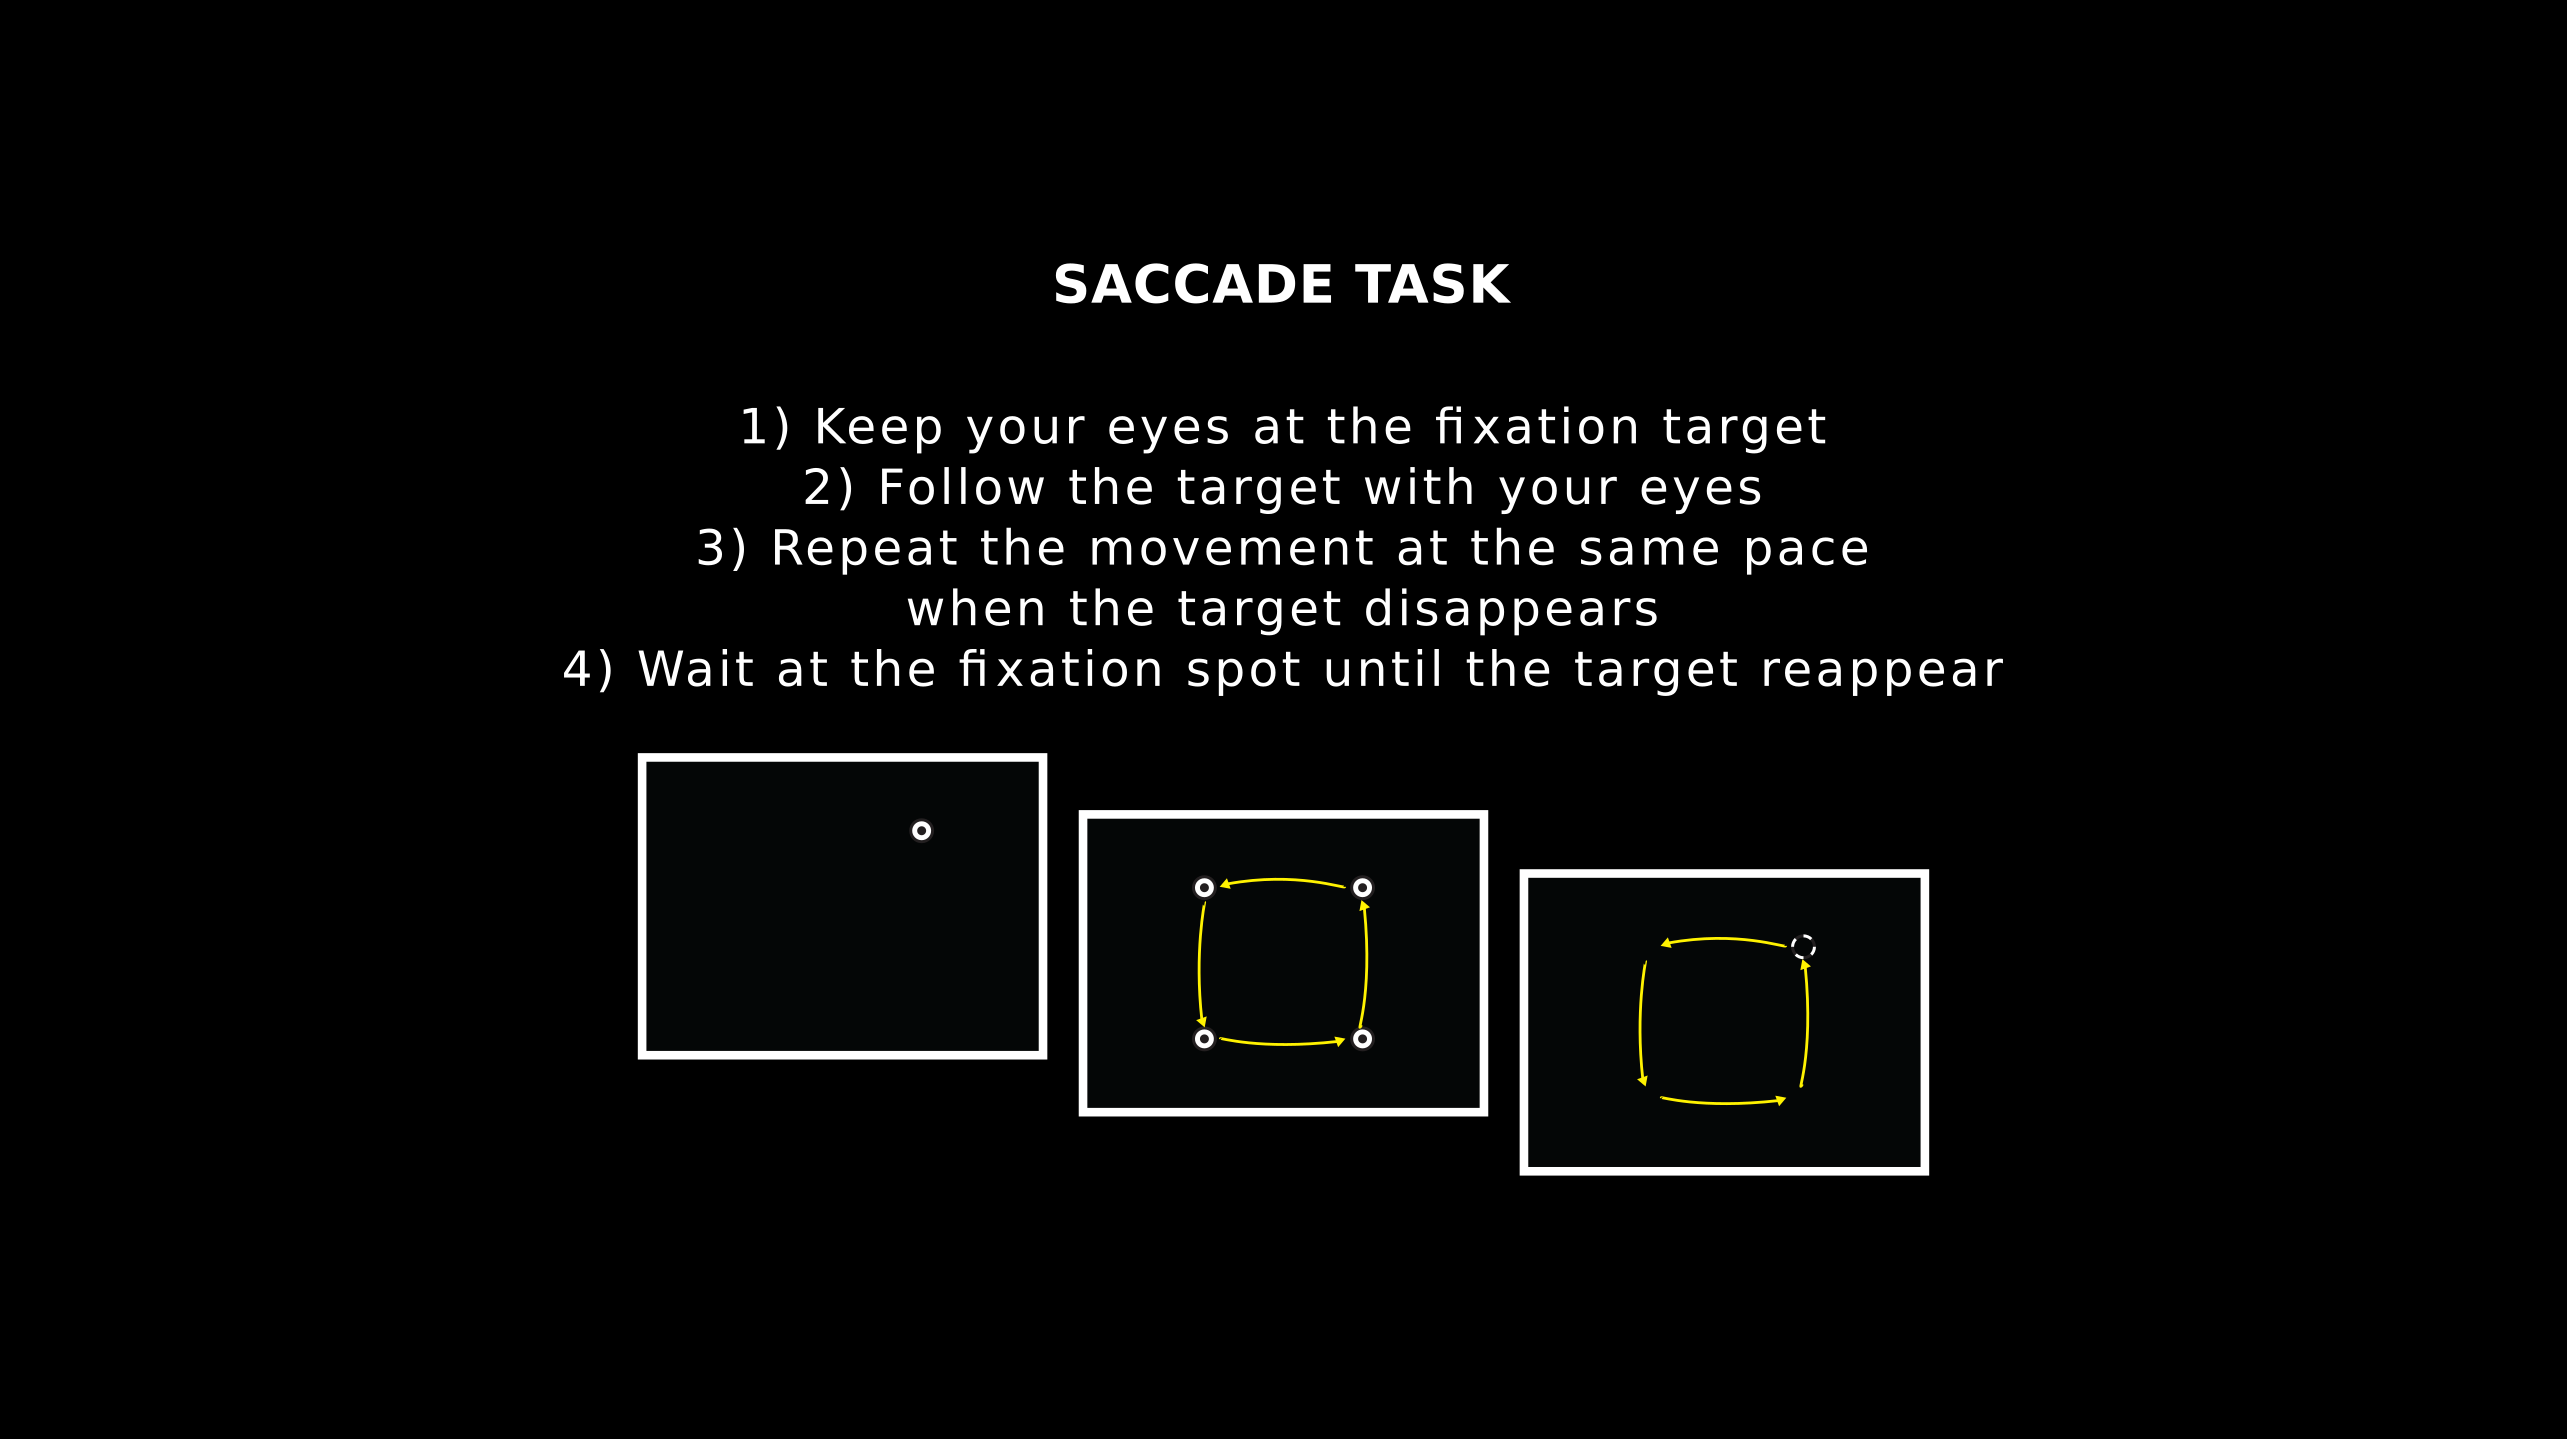 SACCADE TASK
1) Keep your eyes at the fixation target
2) Follow the target with your eyes
3) Repeat the movement at the same pace
when the target disappears
4) Wait at the fixation spot until the target reappear